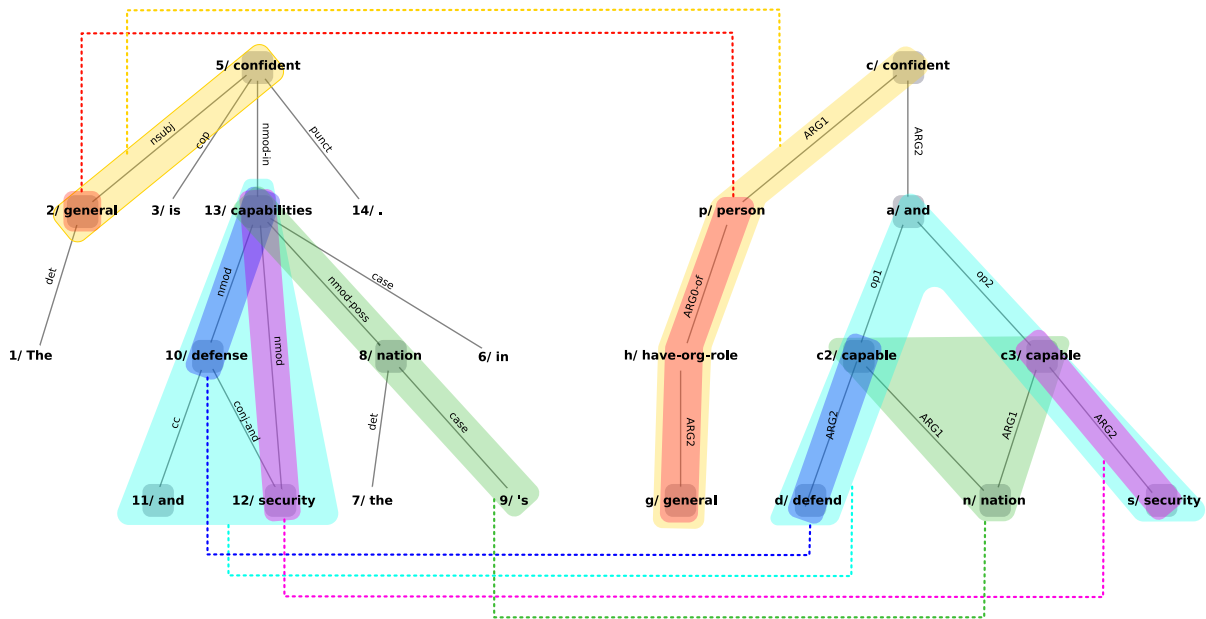 5/ confident
c/ confident
nsubj
cop
nmod-in
punct
ARG1
ARG2
2/ general
3/ is
13/ capabilities
14/ .
p/ person
a/ and
det
nmod
nmod
nmod-poss
case
ARG0-of
op1
op2
1/ The
10/ defense
8/ nation
6/ in
h/ have-org-role
c2/ capable
c3/ capable
cc
conj-and
det
case
ARG2
ARG2
ARG1
ARG1
ARG2
11/ and
12/ security
7/ the
9/ 's
g/ general
d/ defend
n/ nation
s/ security